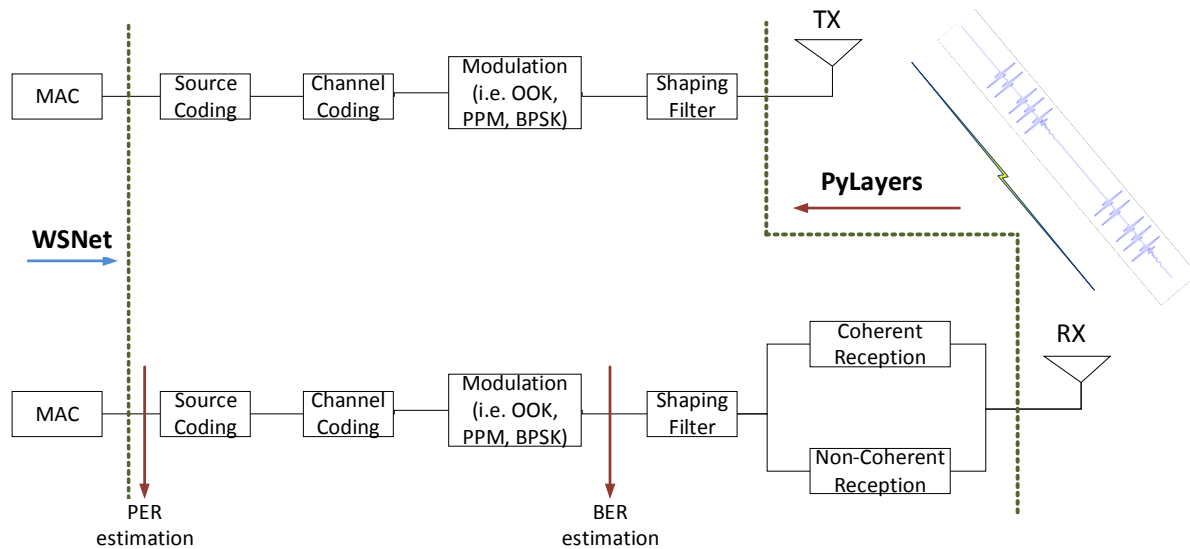 TX
MAC
Source
Coding
Channel
Coding
Modulation
(i.e. OOK,
PPM, BPSK)
Shaping
Filter
PyLayers
WSNet
MAC
Source
Coding
Channel
Coding
Modulation
(i.e. OOK,
PPM, BPSK)
Shaping
Filter
Coherent
Reception
Non-Coherent
Reception
RX
PER
estimation
BER
estimation